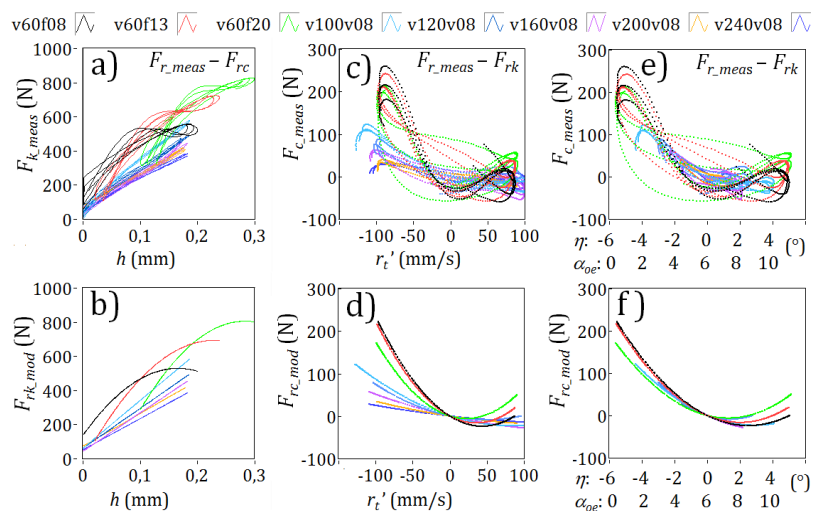 v60f08 v60f13 v60f20 v100v08 v120v08 v160v08 v200v08 v240v08
a) F_r_meas – F_rc
F_k_meas (N)
1000
800
600
400
200
0
0 0,1 0,2 0,3
h (mm)
c) F_r_meas – F_rk
F_c_meas (N)
300
200
100
0
-100
-100 -50 0 50 100
r_t' (mm/s)
e) F_r_meas – F_rk
F_c_meas (N)
300
200
100
0
-100
η: -6 -4 -2 0 2 4 (°)
α_oe: 0 2 4 6 8 10
b)
F_rk_mod (N)
1000
800
600
400
200
0
0 0,1 0,2 0,3
h (mm)
d)
F_rc_mod (N)
300
200
100
0
-100
-100 -50 0 50 100
r_t' (mm/s)
f)
F_rc_mod (N)
300
200
100
0
-100
η: -6 -4 -2 0 2 4 (°)
α_oe: 0 2 4 6 8 10